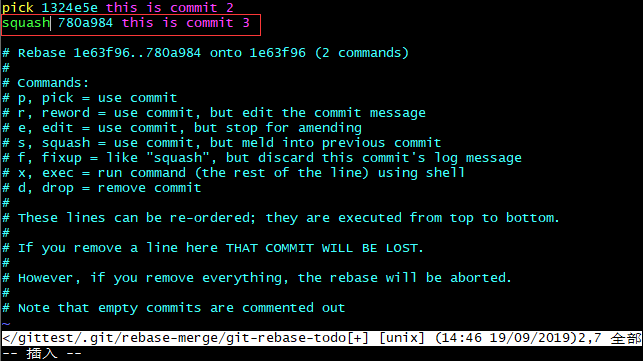 pick 1324e5e this is commit 2
squash 780a984 this is commit 3
# Rebase 1e63f96..780a984 onto 1e63f96 (2 commands)
#
# Commands:
# p, pick = use commit
# r, reword = use commit, but edit the commit message
# e, edit = use commit, but stop for amending
# s, squash = use commit, but meld into previous commit
# f, fixup = like "squash", but discard this commit's log message
# x, exec = run command (the rest of the line) using shell
# d, drop = remove commit
#
# These lines can be re-ordered; they are executed from top to bottom.
#
# If you remove a line here THAT COMMIT WILL BE LOST.
#
# However, if you remove everything, the rebase will be aborted.
#
# Note that empty commits are commented out
~
</gittest/.git/rebase-merge/git-rebase-todo[+] [unix] (14:46 19/09/2019)2,7 全部
-- 插入 --